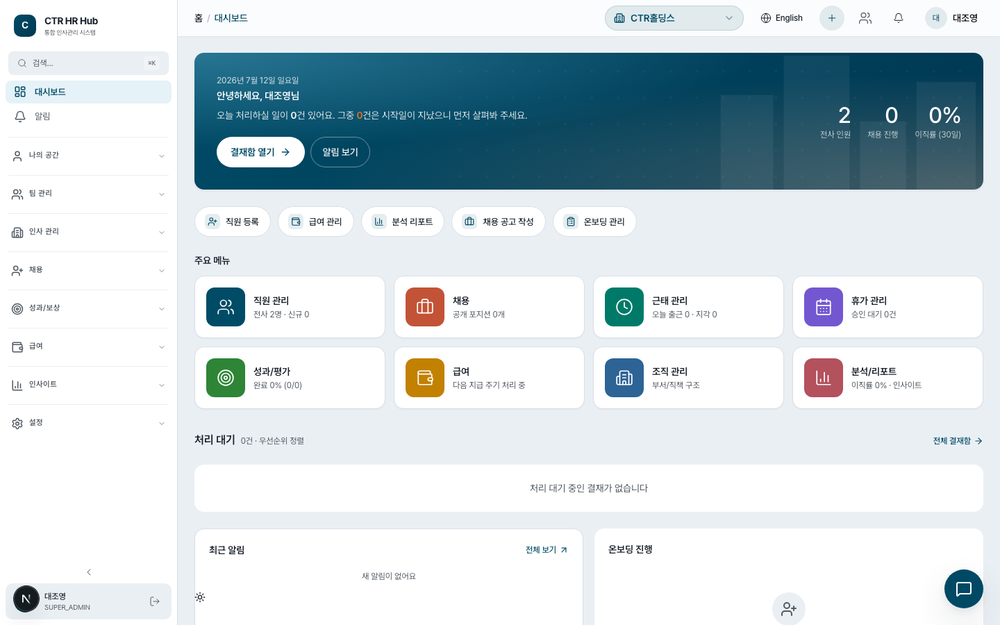 C
CTR HR Hub
통합 인사관리 시스템
검색...
⌘K
대시보드
알림
나의 공간
팀 관리
인사 관리
채용
성과/보상
급여
인사이트
설정
N
대조영
SUPER_ADMIN
홈 / 대시보드
CTR홀딩스
English
대
대조영
2026년 7월 12일 일요일
안녕하세요, 대조영님
오늘 처리하실 일이 0건 있어요. 그중 0건은 시작일이 지났으니 먼저 살펴봐 주세요.
결재함 열기
알림 보기
2
전사 인원
0
채용 진행
0%
이직률 (30일)
직원 등록
급여 관리
분석 리포트
채용 공고 작성
온보딩 관리
주요 메뉴
직원 관리
전사 2명 · 신규 0
채용
공개 포지션 0개
근태 관리
오늘 출근 0 · 지각 0
휴가 관리
승인 대기 0건
성과/평가
완료 0% (0/0)
급여
다음 지급 주기 처리 중
조직 관리
부서/직책 구조
분석/리포트
이직률 0% · 인사이트
처리 대기 0건 · 우선순위 정렬
전체 결재함
처리 대기 중인 결재가 없습니다
최근 알림
전체 보기
새 알림이 없어요
온보딩 진행